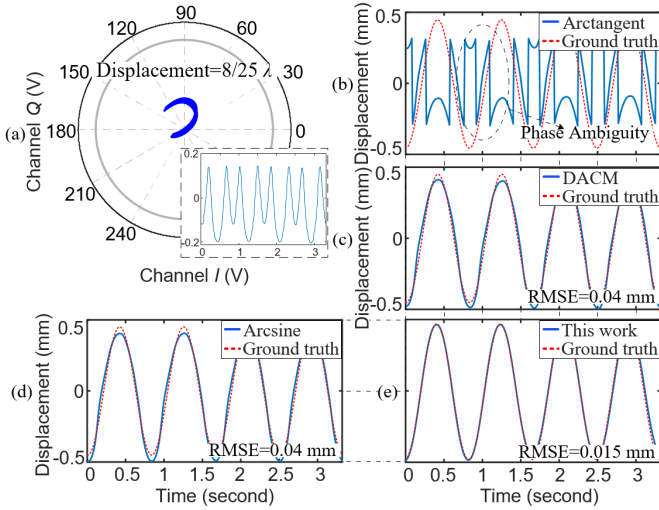 (a)
90
120
60
150
30
180
0
210
240
Displacement=8/25 λ
Channel Q (V)
Channel I (V)
0.2
0
-0.2
0
1
2
3
(b)
Displacement (mm)
0.5
0
-0.5
Arctangent
Ground truth
Phase Ambiguity
(c)
Displacement (mm)
0.5
0
-0.5
DACM
Ground truth
RMSE=0.04 mm
(d)
Displacement (mm)
0.5
0
-0.5
Arcsine
Ground truth
RMSE=0.04 mm
0 0.5 1 1.5 2 2.5 3
Time (second)
(e)
This work
Ground truth
RMSE=0.015 mm
0 0.5 1 1.5 2 2.5 3
Time (second)